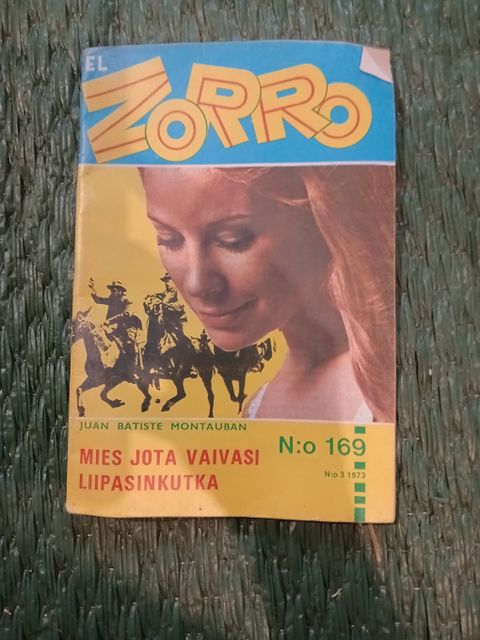 EL
ZORRO
JUAN BATISTE MONTAUBAN
MIES JOTA VAIVASI
LIIPASINKUTKA
N:o 169
N:o 3 1973